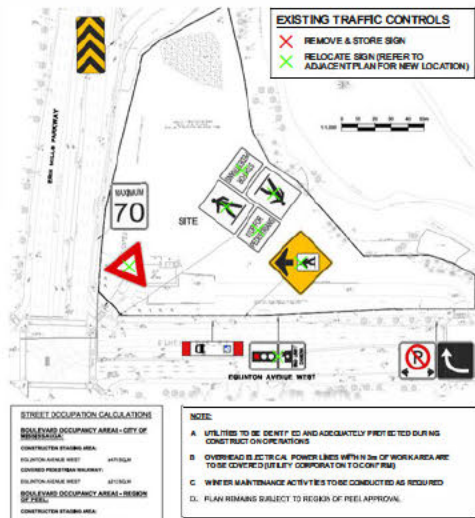 EXISTING TRAFFIC CONTROLS
REMOVE & STORE SIGN
RELOCATE SIGN (REFER TO
ADJACENT PLAN FOR NEW LOCATION)
ERIN MILLS PARKWAY
MAXIMUM
70
SITE
PEDESTRIANS
EGLINTON AVENUE WEST
STREET OCCUPATION CALCULATIONS
BOULEVARD OCCUPANCY AREAS - CITY OF
MISSISSAUGA:
CONSTRUCTION STAGING AREA:
EGLINTON AVENUE WEST
COVERED PEDESTRIAN WALKWAY:
EGLINTON AVENUE WEST
BOULEVARD OCCUPANCY AREAS - REGION
OF PEEL:
CONSTRUCTION STAGING AREA:
NOTE:
A. UTILITIES TO BE IDENTIFIED AND ADEQUATELY PROTECTED DURING
CONSTRUCTION OPERATIONS
B OVERHEAD ELECTRICAL POWER LINES WITHIN 3m OF WORK AREA ARE
TO BE COVERED (UTILITY CORPORATION TO CONFIRM)
C. WINTER MAINTENANCE ACTIVITIES TO BE CONDUCTED AS REQUIRED
D. PLAN REMAINS SUBJECT TO REGION OF PEEL APPROVAL